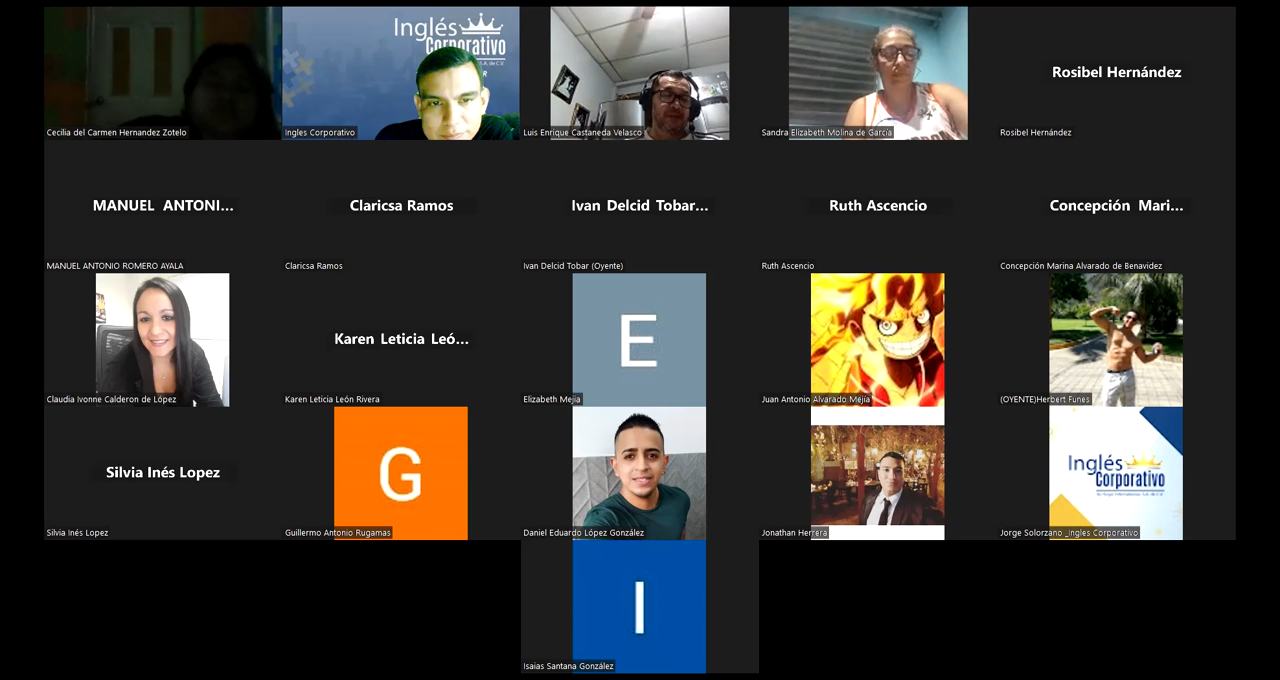 Inglés
Corporativo
S.A. de C.V.
R
Rosibel Hernández
Cecilia del Carmen Hernandez Zotelo
Ingles Corporativo
Luis Enrique Castaneda Velasco
Sandra Elizabeth Molina de Garcia
Rosibel Hernández
MANUEL ANTONI...
Claricsa Ramos
Ivan Delcid Tobar...
Ruth Ascencio
Concepción Mari...
MANUEL ANTONIO ROMERO AYALA
Claricsa Ramos
Ivan Delcid Tobar (Oyente)
Ruth Ascencio
Concepción Marina Alvarado de Benavidez
Karen Leticia Leó...
E
Claudia Ivonne Calderon de López
Karen Leticia León Rivera
Elizabeth Mejia
Juan Antonio Alvarado Mejía
(OYENTE)Herbert Funes
Silvia Inés Lopez
G
Inglés
Corporativo
Silvia Inés Lopez
Guillermo Antonio Rugamas
Daniel Eduardo López González
Jonathan Herrera
Jorge Solorzano _Ingles Corporativo
I
Isaias Santana González